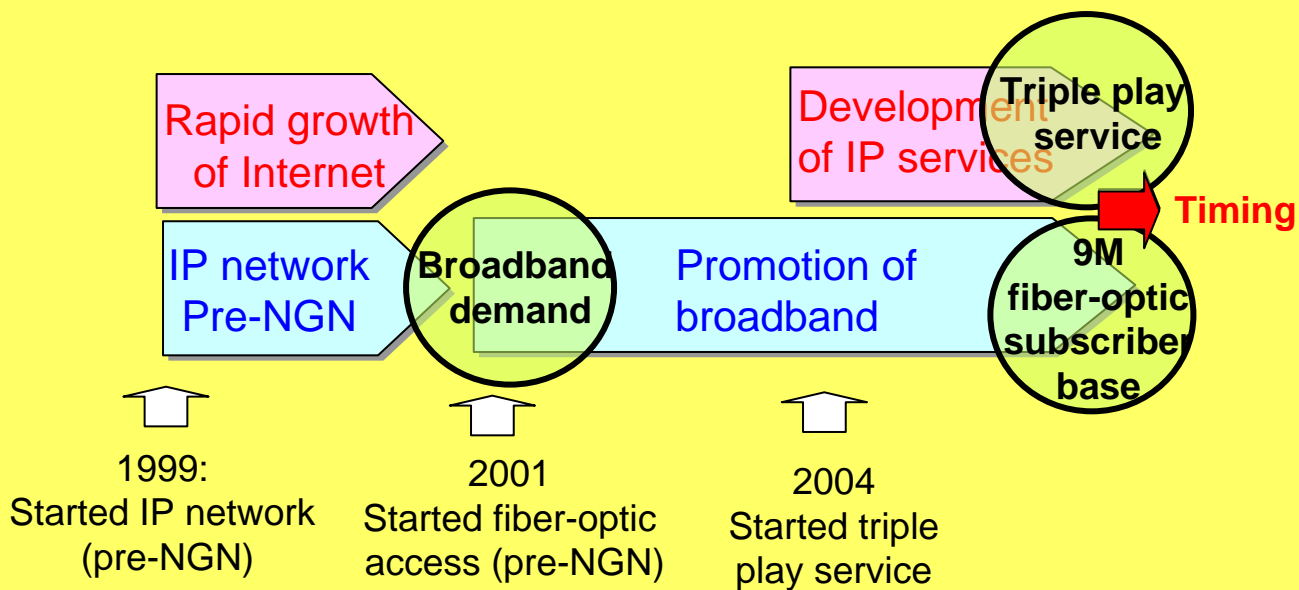 Rapid growth
of Internet
Development
of IP services
Triple play
service
Timing
IP network
Pre-NGN
Broadband
demand
Promotion of
broadband
9M
fiber-optic
subscriber
base
1999:
Started IP network
(pre-NGN)
2001
Started fiber-optic
access (pre-NGN)
2004
Started triple
play service